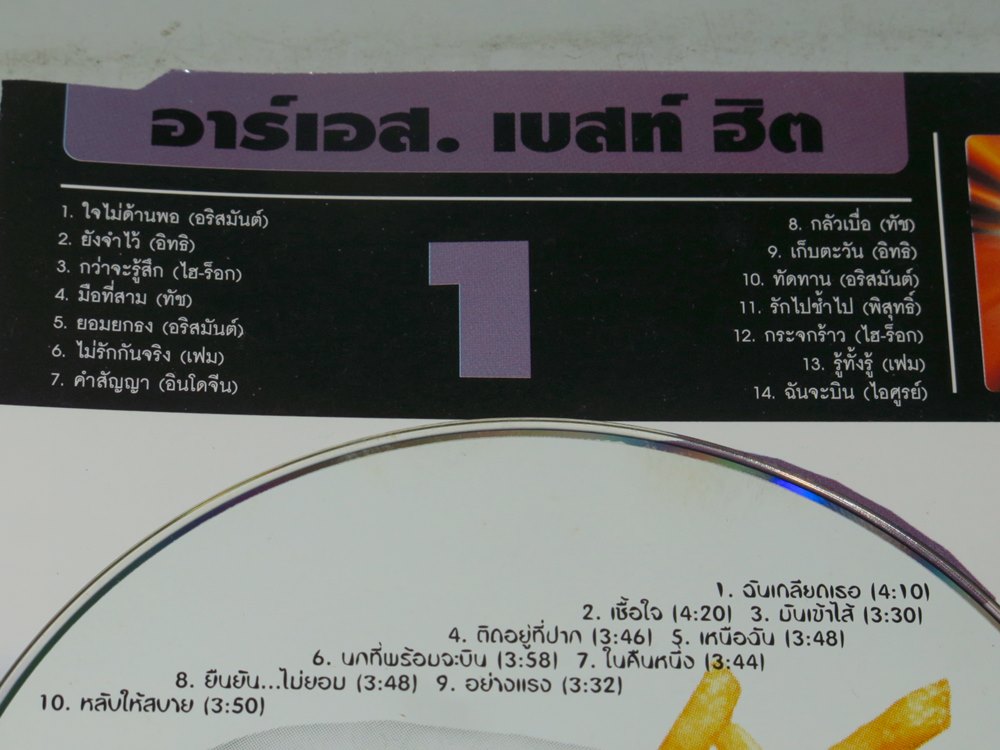 อาร์เอส. เบสท์ ฮิต
1. ใจไม่ด้านพอ (อริสมันต์)
2. ยังจำไว้ (อิทธิ)
3. กว่าจะรู้สึก (ไฮ-ร็อก)
4. มือที่สาม (ทัช)
5. ยอมยกธง (อริสมันต์)
6. ไม่รักกันจริง (เฟม)
7. คำสัญญา (อินโดจีน)
1
8. กลัวเบื่อ (ทัช)
9. เก็บตะวัน (อิทธิ)
10. ทัดทาน (อริสมันต์)
11. รักไปช้ำไป (พิสุทธิ์)
12. กระจกร้าว (ไฮ-ร็อก)
13. รู้ทั้งรู้ (เฟม)
14. ฉันจะบิน (ไอศูรย์)
1. ฉันเกลียดเธอ (4:10)
2. เชื้อใจ (4:20) 3. มันเข้าไส้ (3:30)
4. ติดอยู่ที่ปาก (3:46) 5. เหนือฉัน (3:48)
6. นกที่พร้อมจะบิน (3:58) 7. ในคืนหนึ่ง (3:44)
8. ยืนยัน...ไม่ยอม (3:48) 9. อย่างแรง (3:32)
10. หลับให้สบาย (3:50)